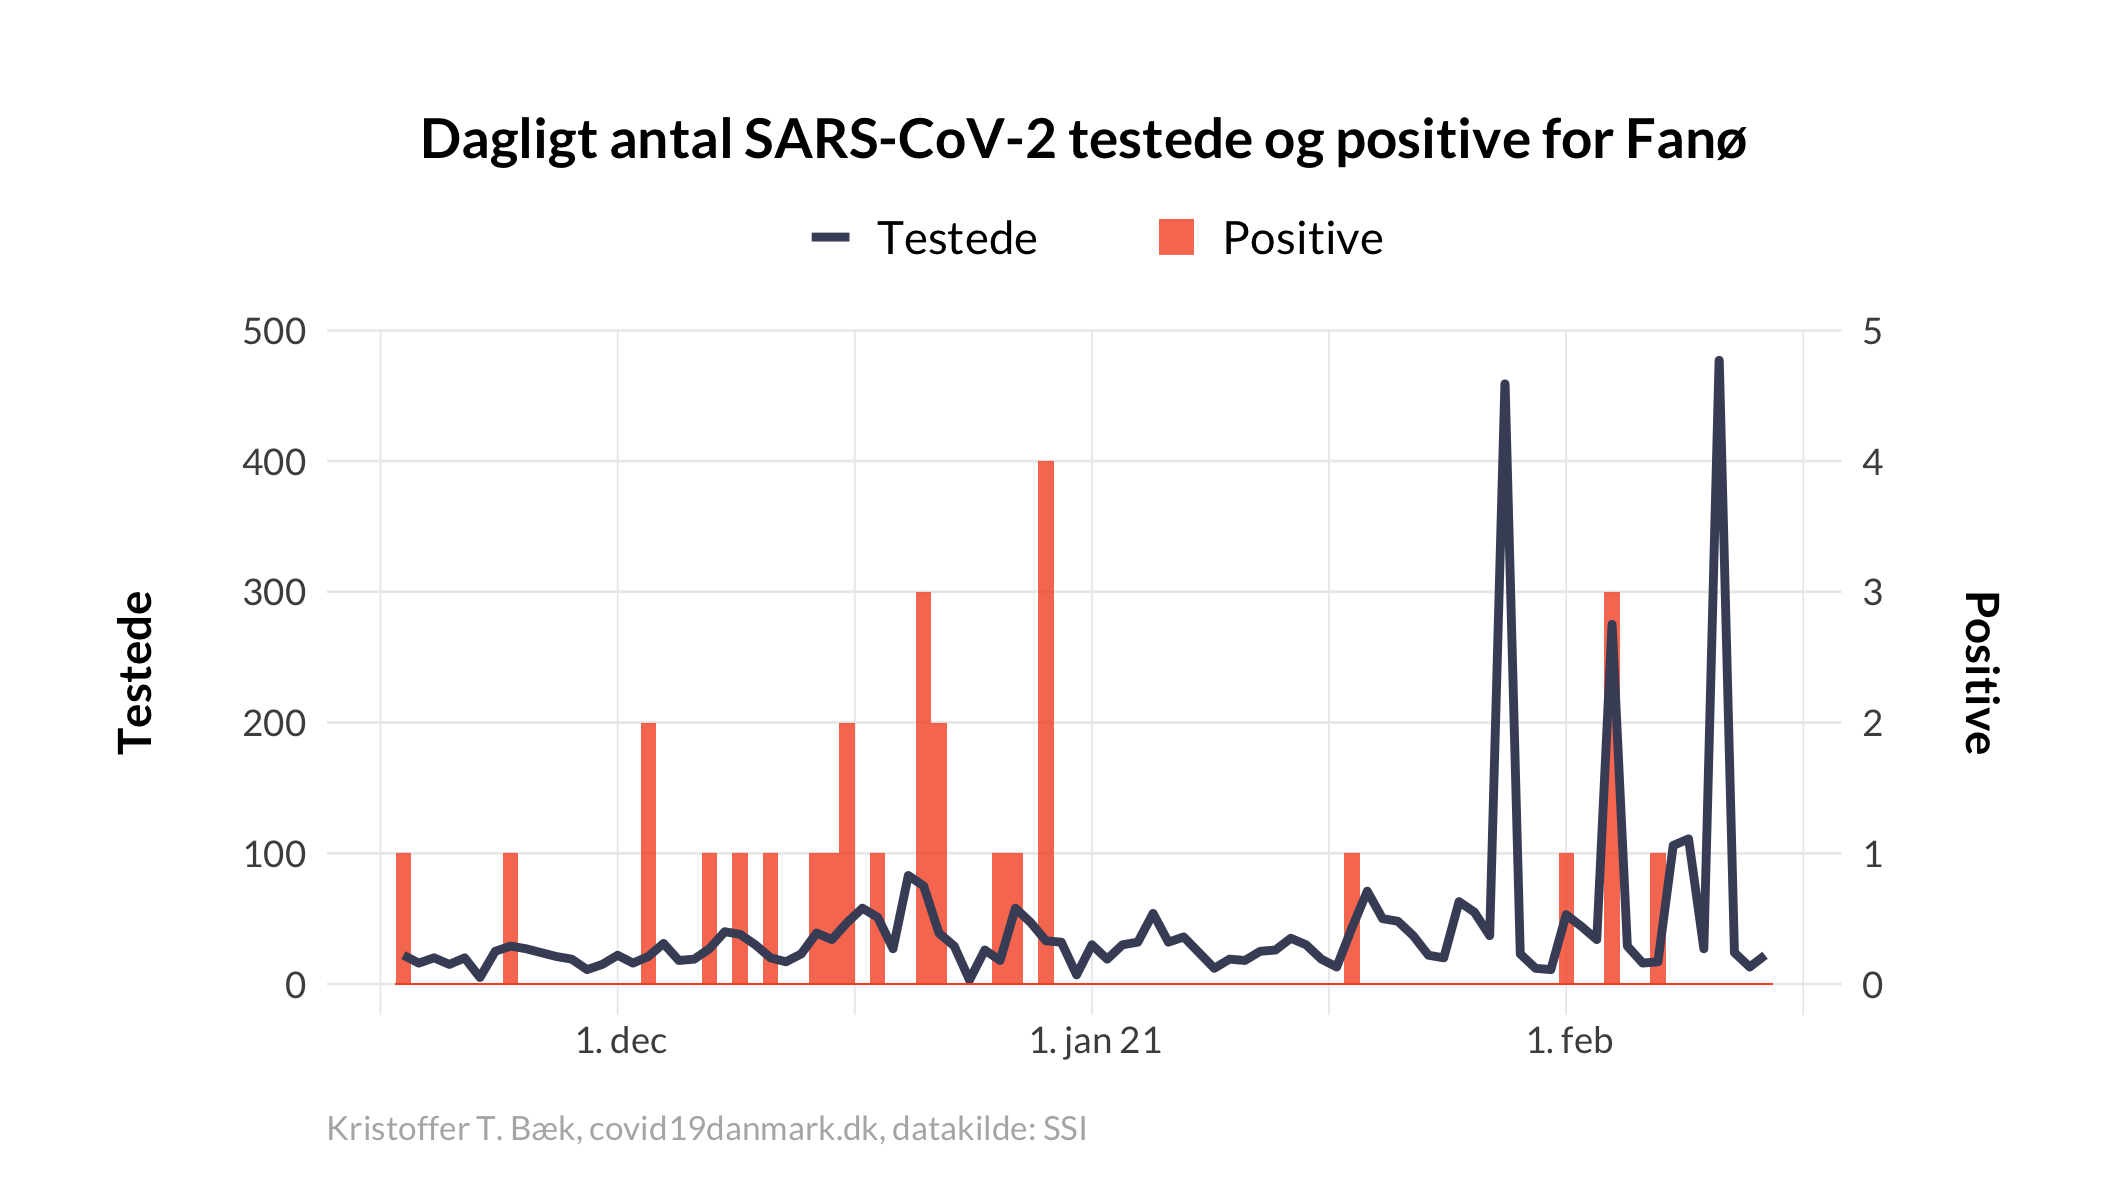 Dagligt antal SARS-CoV-2 testede og positive for Fanø
Testede
Positive
500
400
300
200
100
0
Testede
5
4
3
2
1
0
Positive
1. dec
1. jan 21
1. feb
Kristoffer T. Bæk, covid19danmark.dk, datakilde: SSI